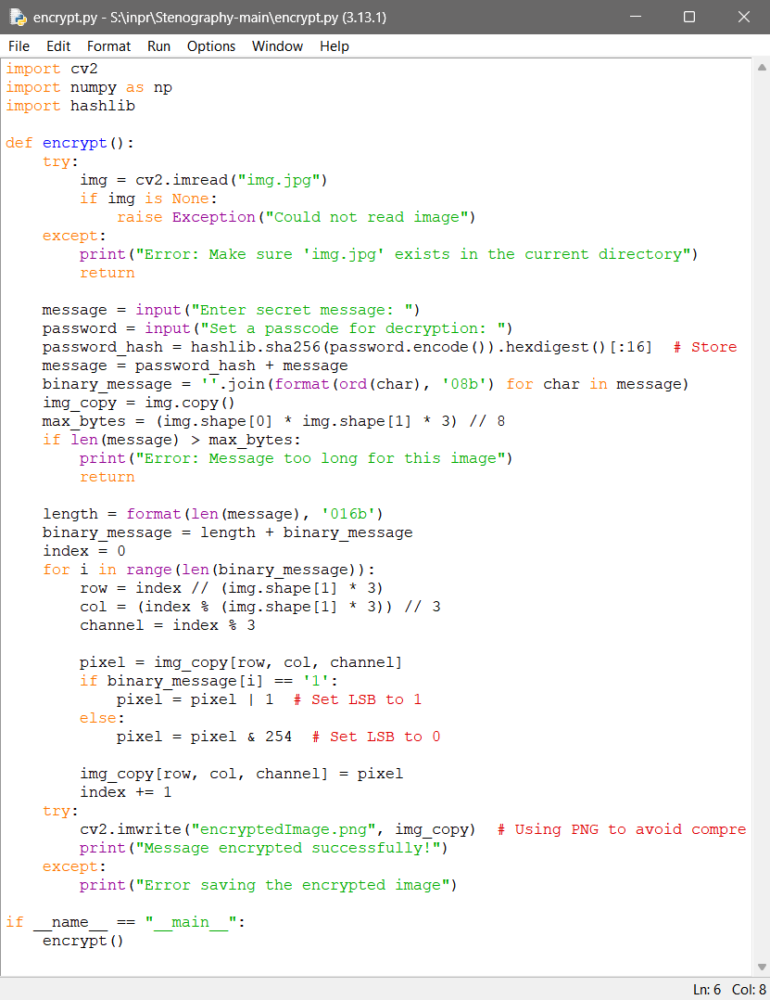 encrypt.py - S:\inpr\Stenography-main\encrypt.py (3.13.1)
File Edit Format Run Options Window Help
import cv2
import numpy as np
import hashlib

def encrypt():
    try:
        img = cv2.imread("img.jpg")
        if img is None:
            raise Exception("Could not read image")
    except:
        print("Error: Make sure 'img.jpg' exists in the current directory")
        return

    message = input("Enter secret message: ")
    password = input("Set a passcode for decryption: ")
    password_hash = hashlib.sha256(password.encode()).hexdigest()[:16]  # Store
    message = password_hash + message
    binary_message = ''.join(format(ord(char), '08b') for char in message)
    img_copy = img.copy()
    max_bytes = (img.shape[0] * img.shape[1] * 3) // 8
    if len(message) > max_bytes:
        print("Error: Message too long for this image")
        return

    length = format(len(message), '016b')
    binary_message = length + binary_message
    index = 0
    for i in range(len(binary_message)):
        row = index // (img.shape[1] * 3)
        col = (index % (img.shape[1] * 3)) // 3
        channel = index % 3

        pixel = img_copy[row, col, channel]
        if binary_message[i] == '1':
            pixel = pixel | 1  # Set LSB to 1
        else:
            pixel = pixel & 254  # Set LSB to 0

        img_copy[row, col, channel] = pixel
        index += 1
    try:
        cv2.imwrite("encryptedImage.png", img_copy)  # Using PNG to avoid compre
        print("Message encrypted successfully!")
    except:
        print("Error saving the encrypted image")

if __name__ == "__main__":
    encrypt()
Ln: 6 Col: 8